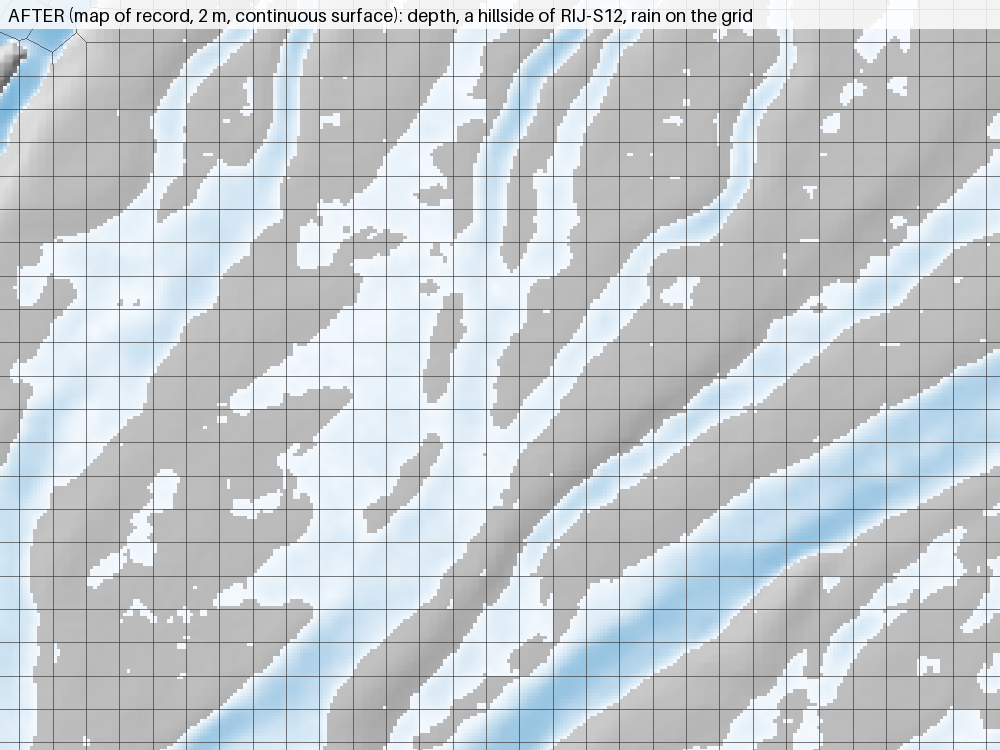 AFTER (map of record, 2 m, continuous surface): depth, a hillside of RIJ-S12, rain on the grid